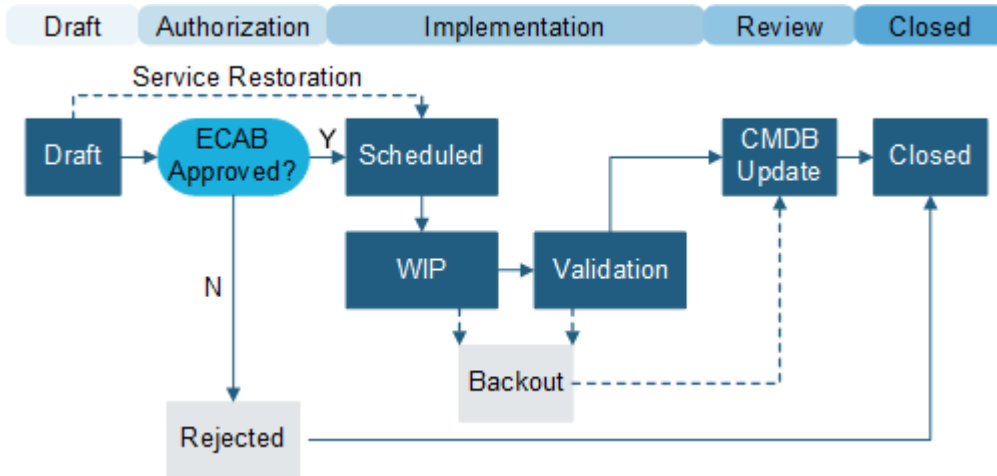 Draft
Authorization
Implementation
Review
Closed
Service Restoration
Draft
ECAB
Approved?
Y
Scheduled
CMDB
Update
Closed
WIP
Validation
N
Backout
Rejected